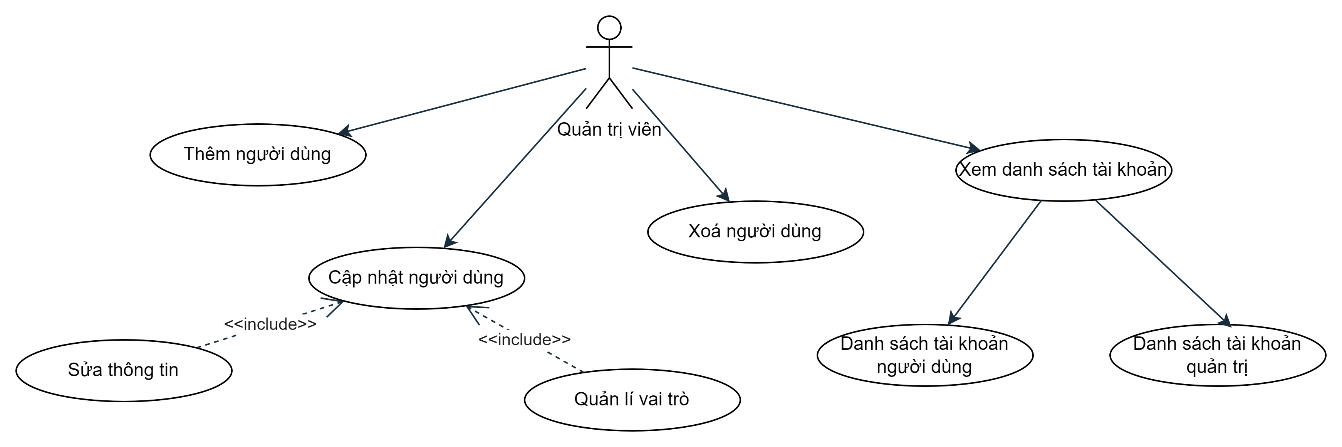 Quản trị viên
Thêm người dùng
Xem danh sách tài khoản
Xoá người dùng
Cập nhật người dùng
<<include>>
<<include>>
Sửa thông tin
Quản lí vai trò
Danh sách tài khoản
người dùng
Danh sách tài khoản
quản trị